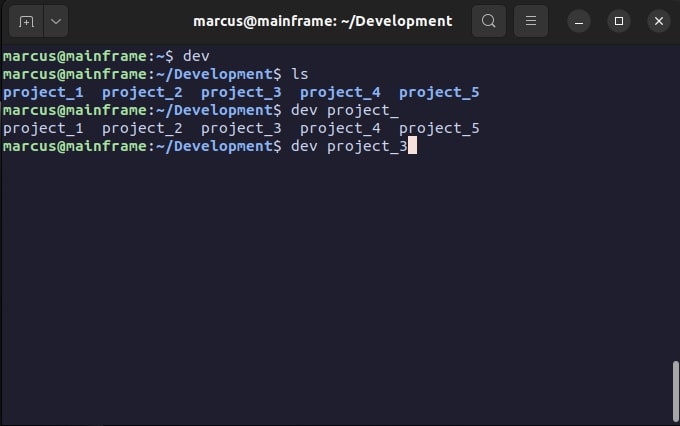 marcus@mainframe: ~/Development
marcus@mainframe:~$ dev
marcus@mainframe:~/Development$ ls
project_1  project_2  project_3  project_4  project_5
marcus@mainframe:~/Development$ dev project_
project_1  project_2  project_3  project_4  project_5
marcus@mainframe:~/Development$ dev project_3